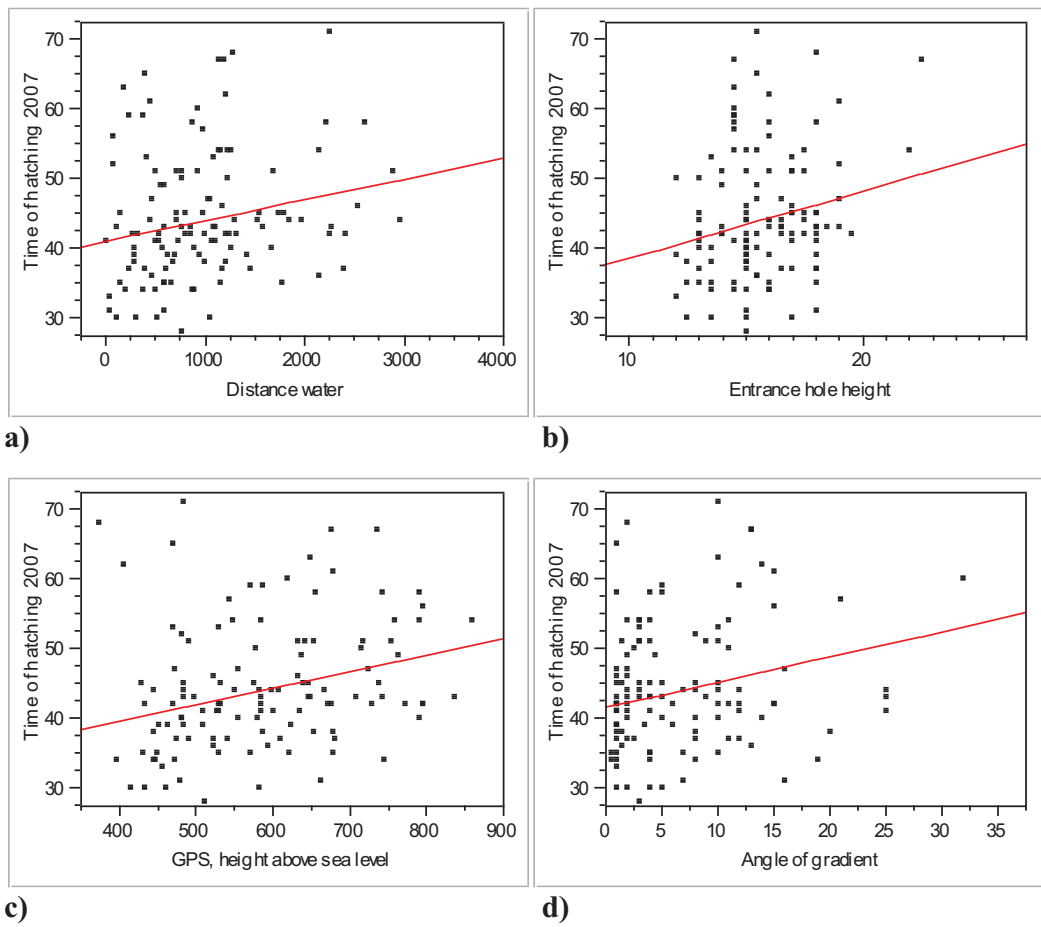 70
60
50
40
30
Time of hatching 2007
0 1000 2000 3000 4000
Distance water
a)
70
60
50
40
30
Time of hatching 2007
10 20
Entrance hole height
b)
70
60
50
40
30
Time of hatching 2007
400 500 600 700 800 900
GPS, height above sea level
c)
70
60
50
40
30
Time of hatching 2007
0 5 10 15 20 25 30 35
Angle of gradient
d)